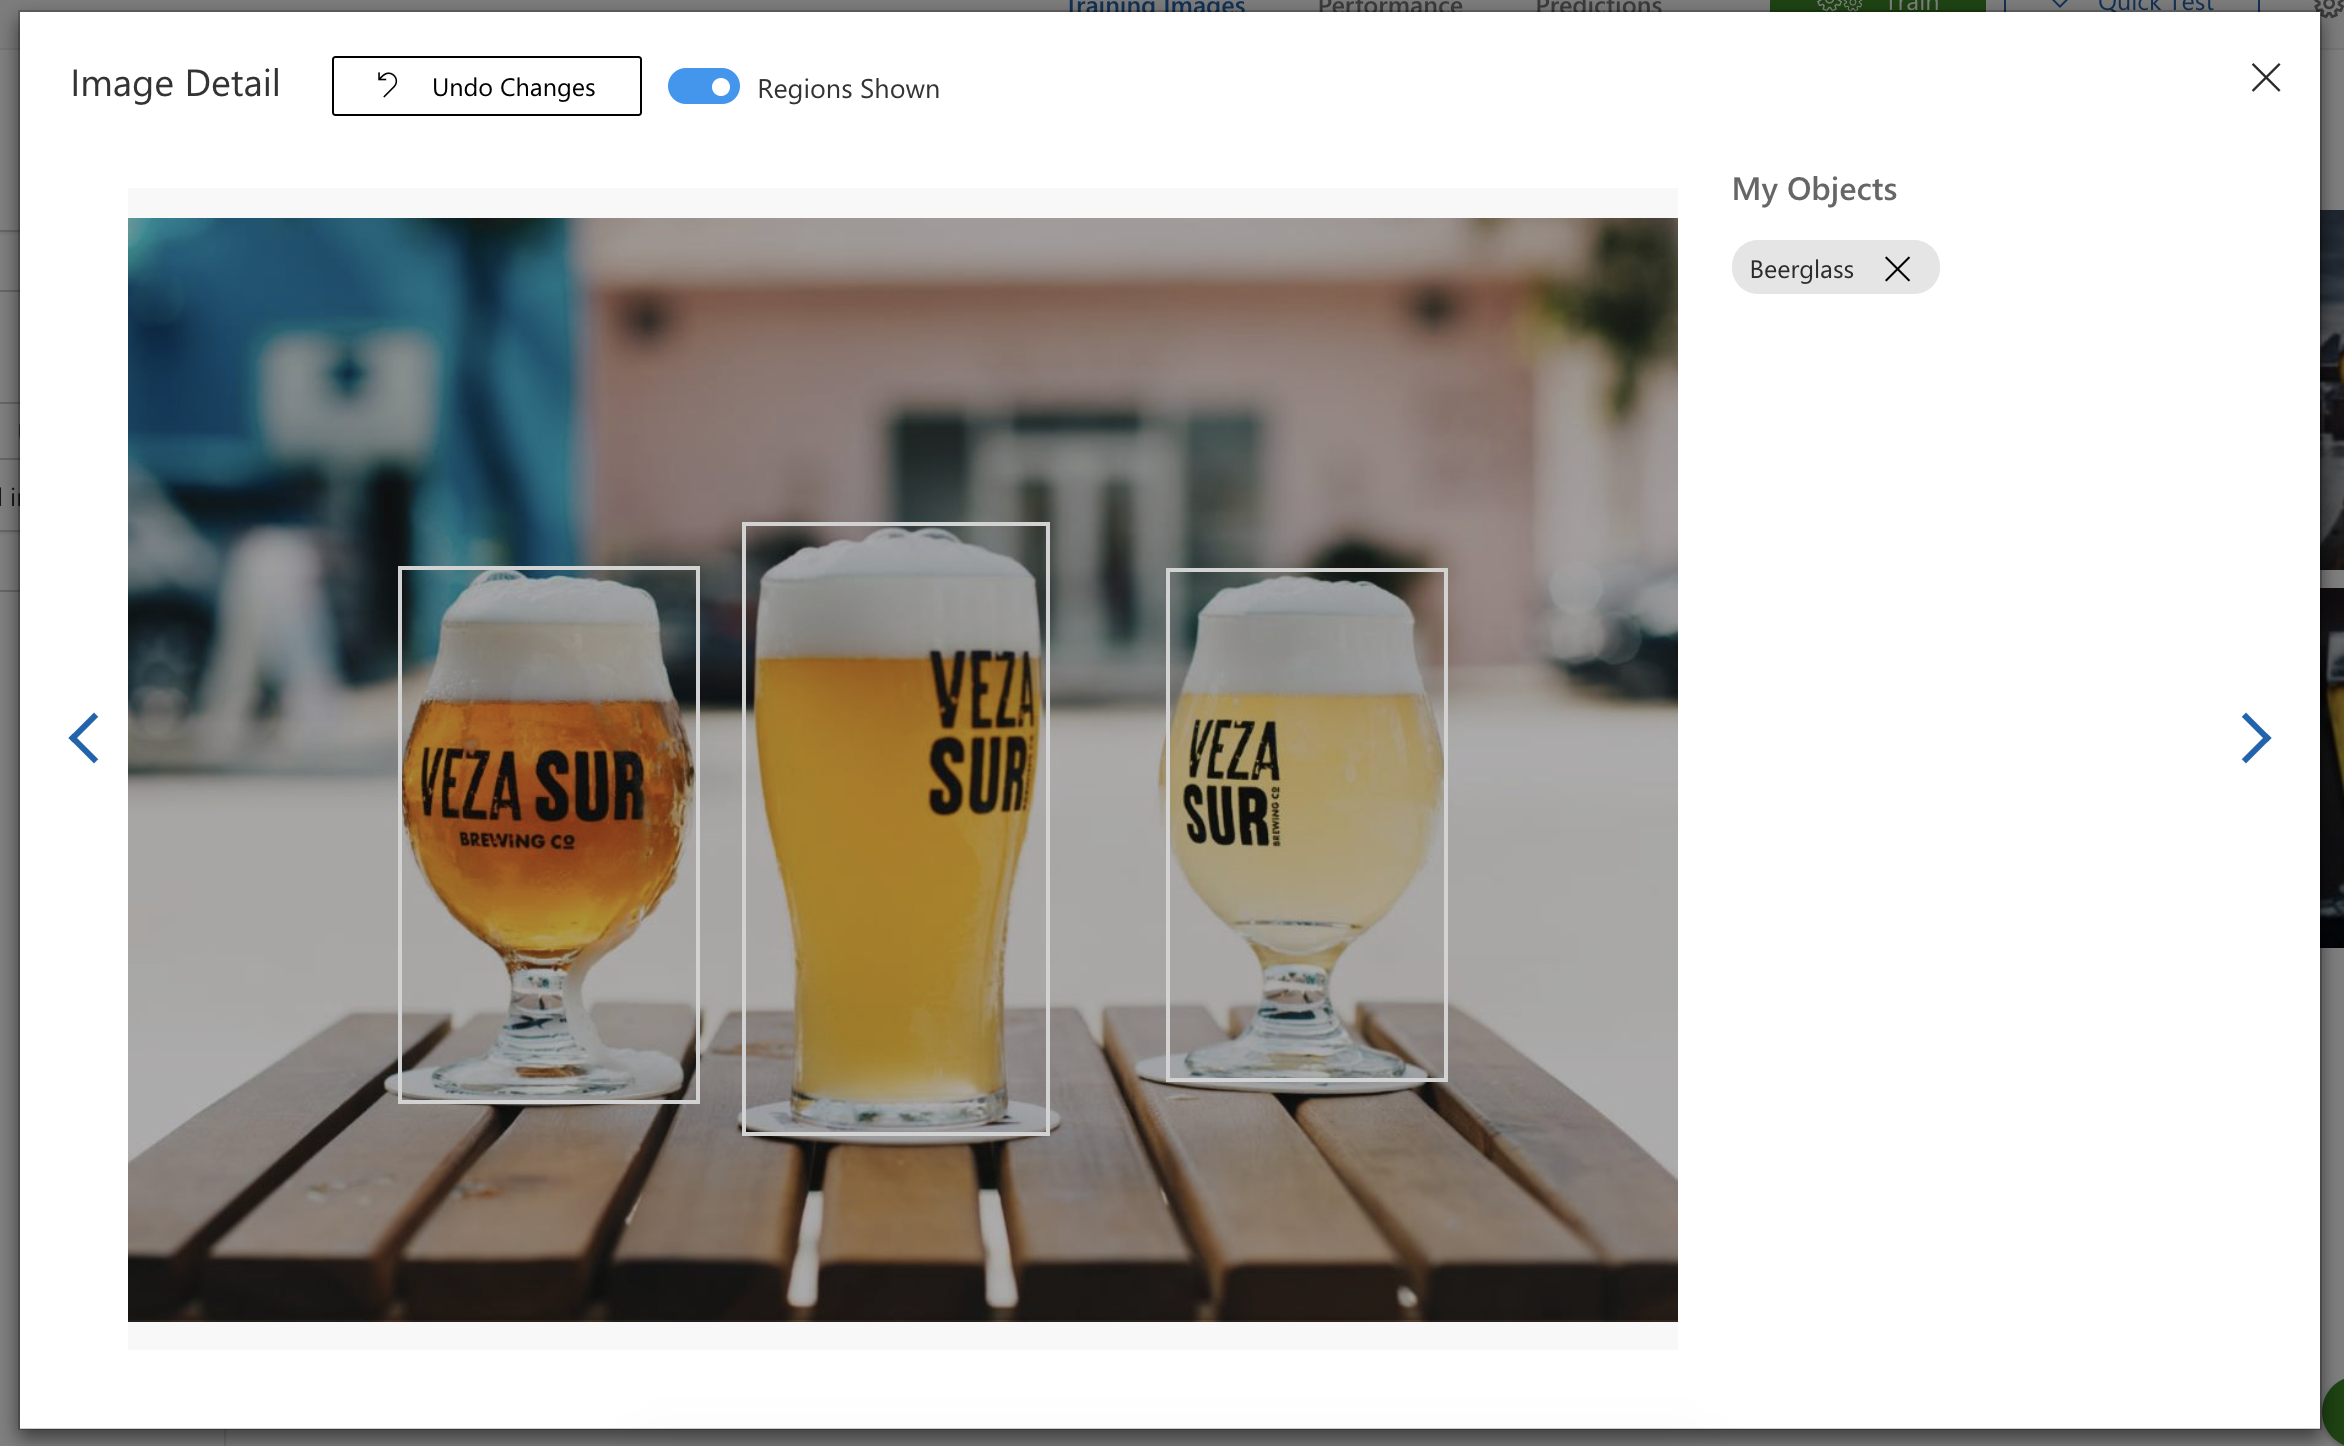 Training Images
Performance
Predictions
Train
Quick Test
Image Detail
Undo Changes
Regions Shown
My Objects
Beerglass
VEZA SUR
BREWING CO
VEZA
SUR
VEZA
SUR
BREWING CO